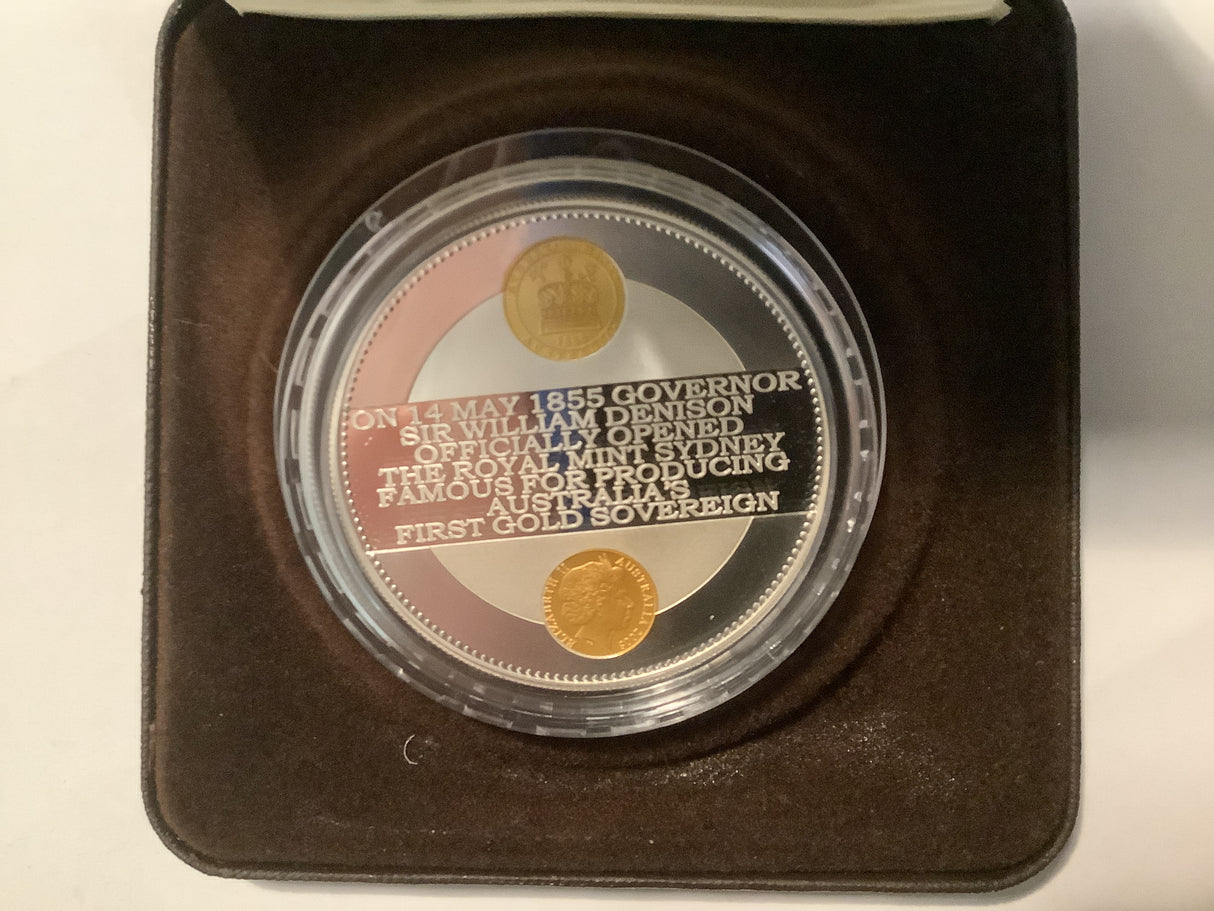 ON 14 MAY 1855 GOVERNOR
SIR WILLIAM DENISON
OFFICIALLY OPENED
THE ROYAL MINT SYDNEY
FAMOUS FOR PRODUCING
AUSTRALIA'S
FIRST GOLD SOVEREIGN
ELIZABETH II AUSTRALIA